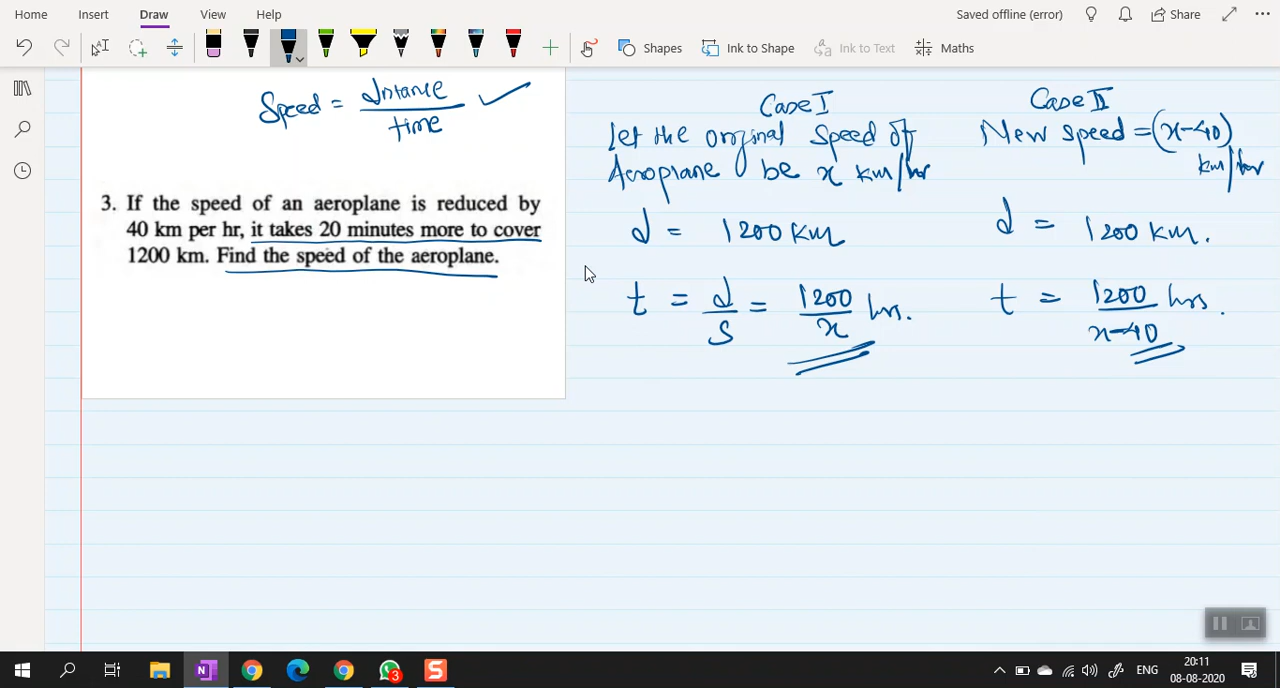 Home Insert Draw View Help Saved offline (error) Share
Shapes Ink to Shape Ink to Text Maths
Speed = distance / time
3. If the speed of an aeroplane is reduced by
40 km per hr, it takes 20 minutes more to cover
1200 km. Find the speed of the aeroplane.
Case I
Let the original speed of
Aeroplane be x km/hr
d = 1200 km
t = d/s = 1200/x hrs.
Case II
New speed = (x-40)
km/hr
d = 1200 km.
t = 1200/x-40 hrs.
3
N
S
ENG
20:11
08-08-2020